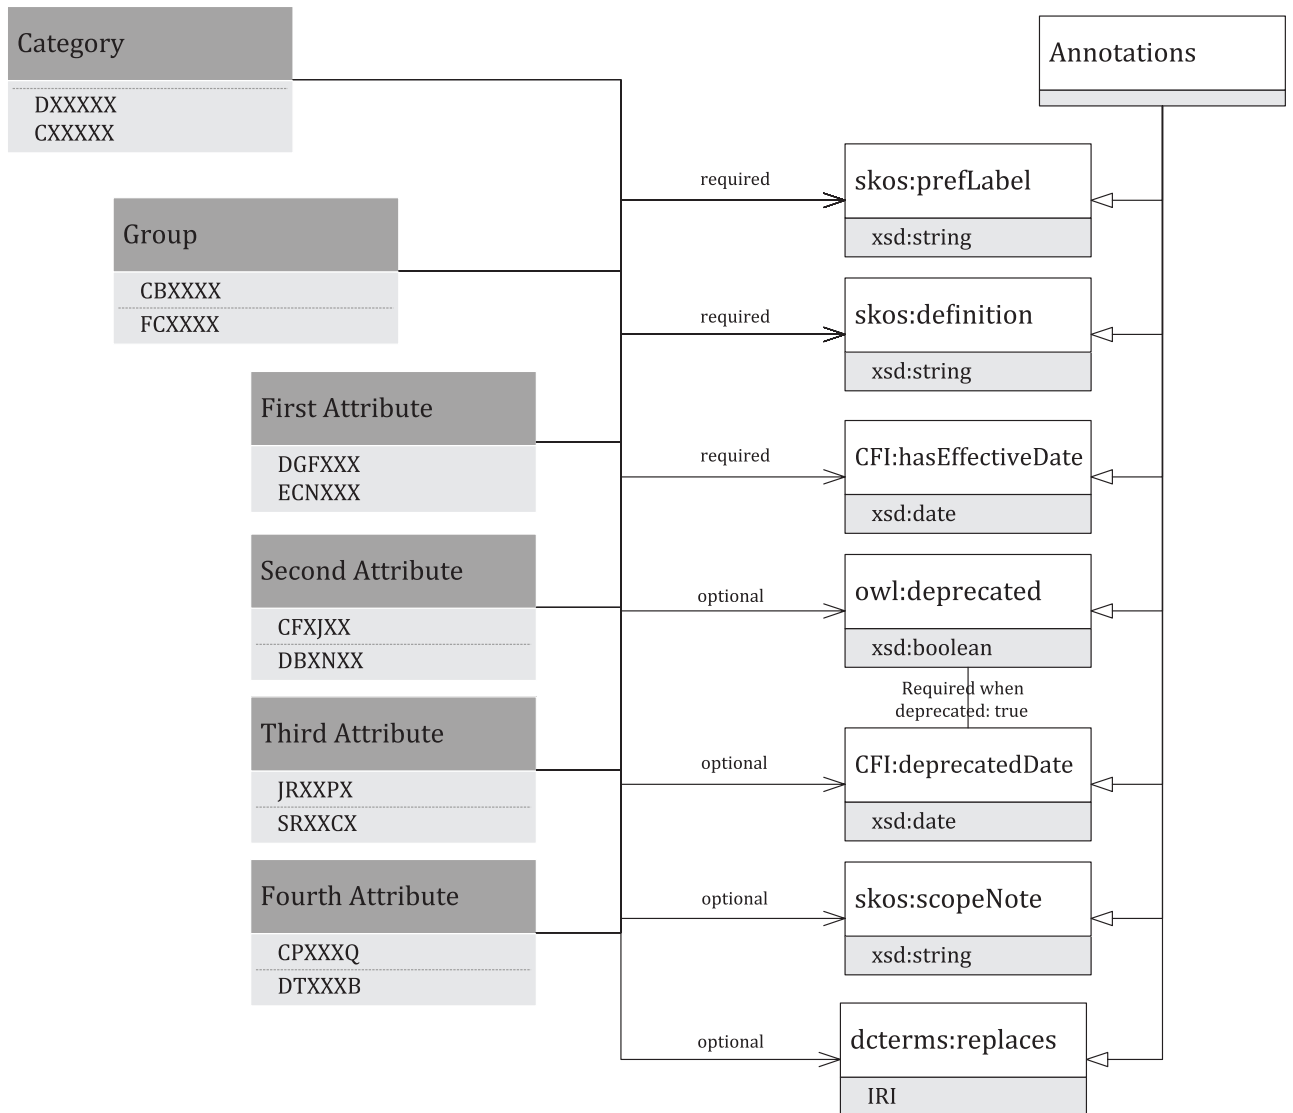 Category
DXXXXX
CXXXXX
Group
CBXXXX
FCXXXX
First Attribute
DGFXXX
ECNXXX
Second Attribute
CFXJXX
DBXNXX
Third Attribute
JRXXPX
SRXXCX
Fourth Attribute
CPXXXQ
DTXXXB
required
required
required
optional
optional
optional
optional
Annotations
skos:prefLabel
xsd:string
skos:definition
xsd:string
CFI:hasEffectiveDate
xsd:date
owl:deprecated
xsd:boolean
Required when
deprecated: true
CFI:deprecatedDate
xsd:date
skos:scopeNote
xsd:string
dcterms:replaces
IRI